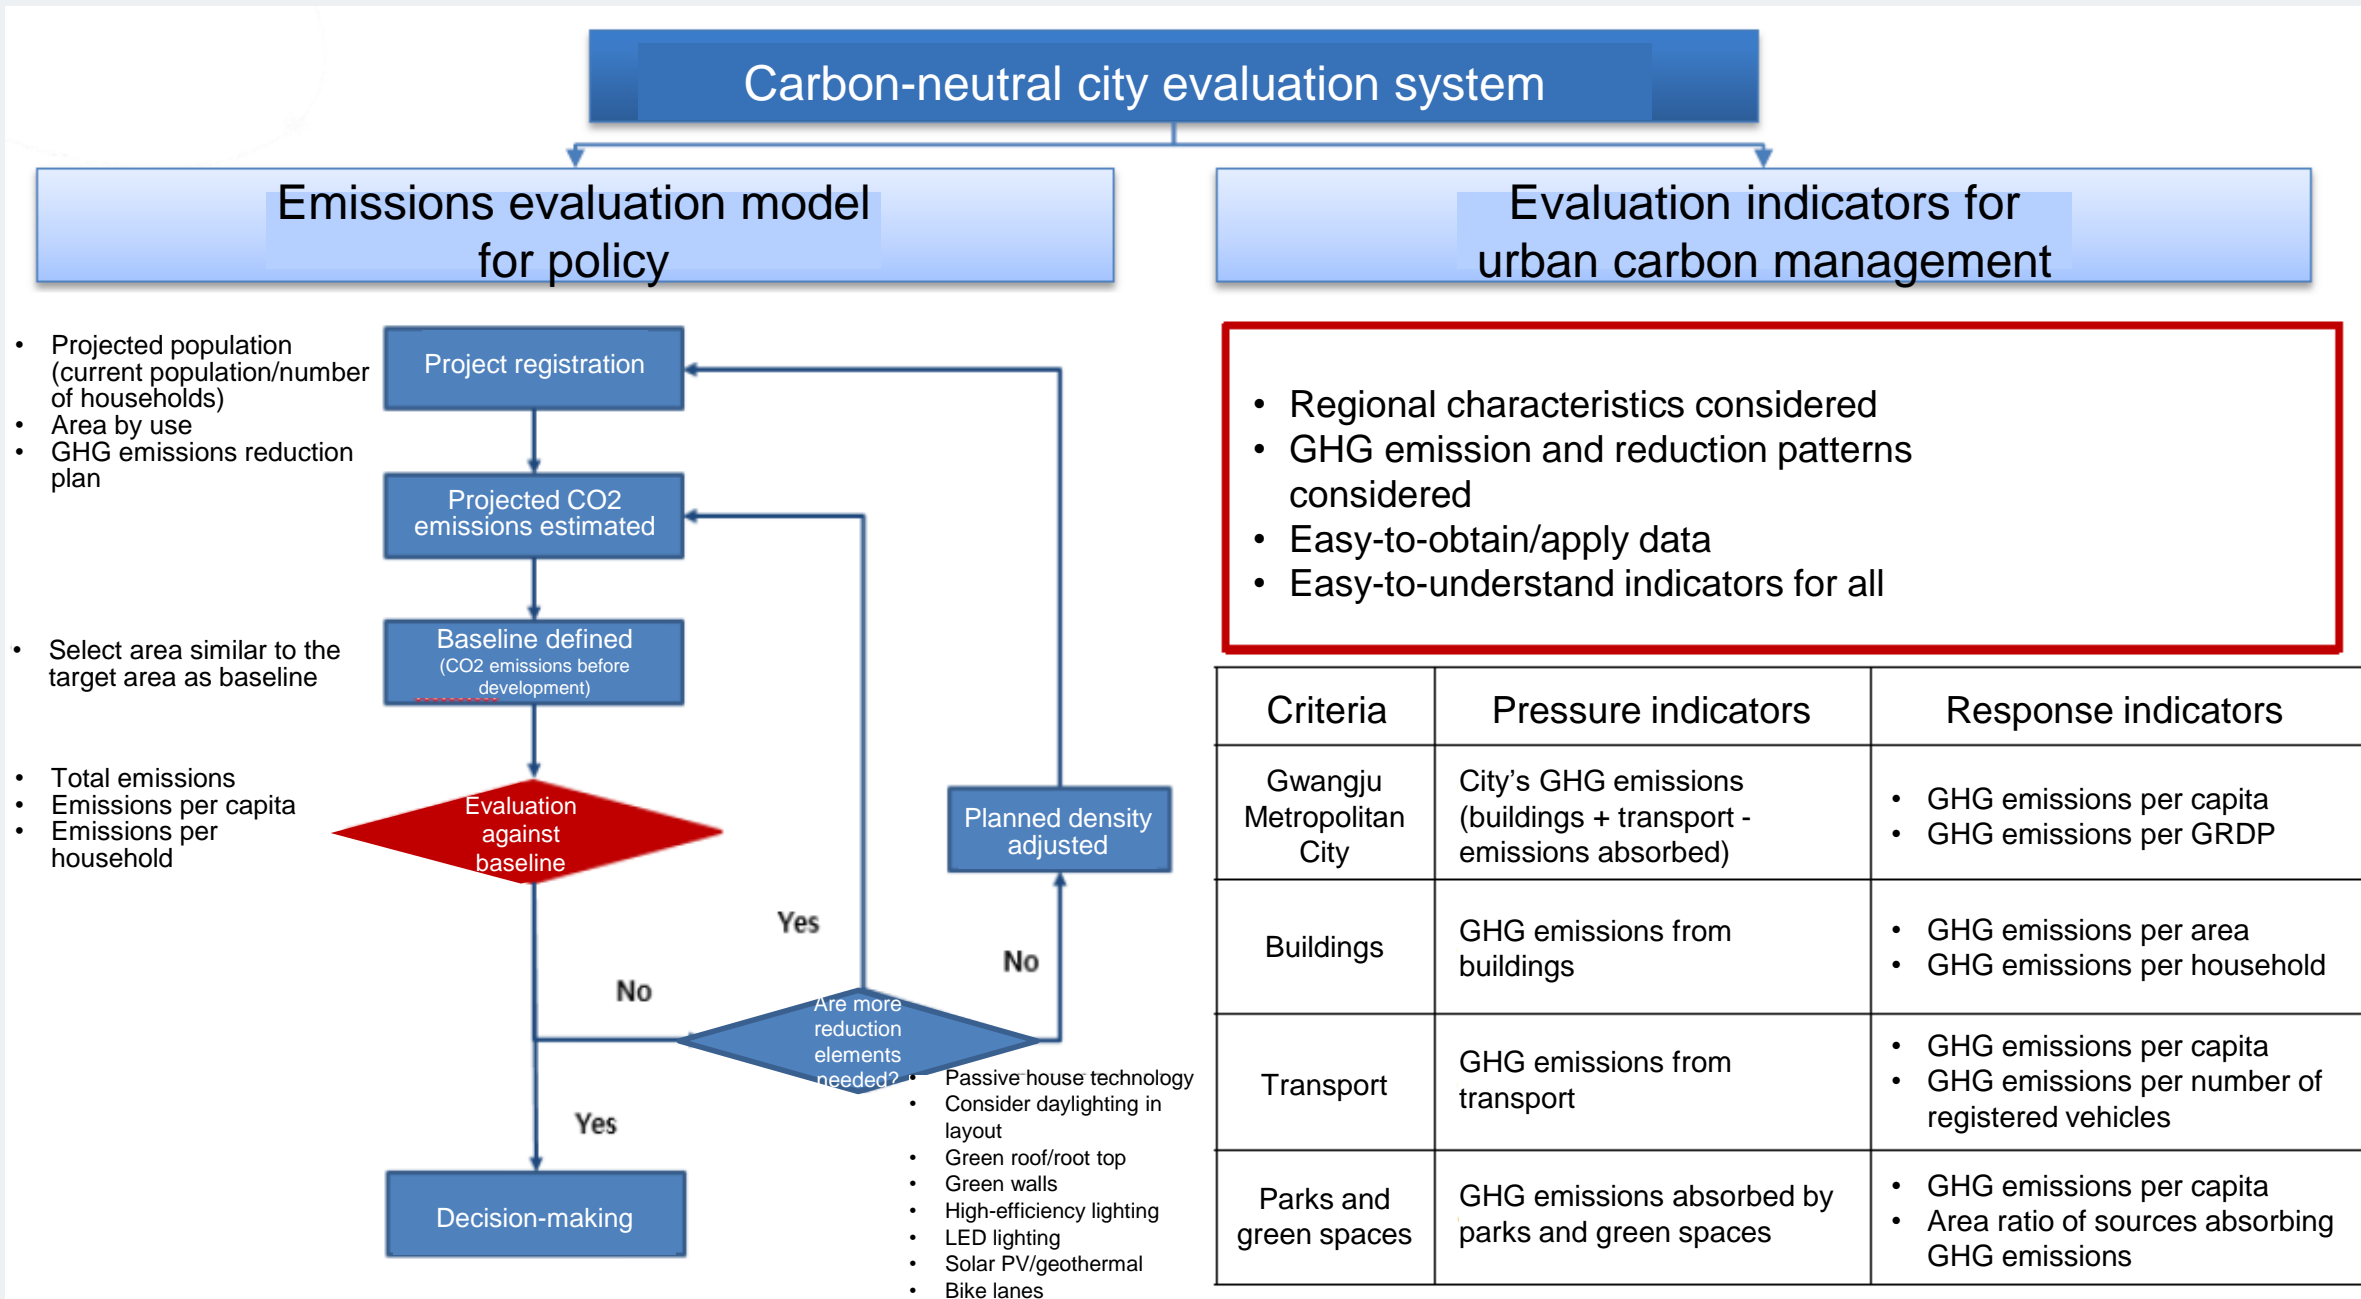 Carbon-neutral city evaluation system
Emissions evaluation model
for policy
Evaluation indicators for
urban carbon management
• Projected population
(current population/number
of households)
• Area by use
• GHG emissions reduction
plan
Project registration
Projected CO2
emissions estimated
• Select area similar to the
target area as baseline
Baseline defined
(CO2 emissions before
development)
• Total emissions
• Emissions per capita
• Emissions per
household
Evaluation
against
baseline
Planned density
adjusted
Yes
No
No
Are more
reduction
elements
needed?
Yes
Decision-making
• Passive house technology
• Consider daylighting in
layout
• Green roof/root top
• Green walls
• High-efficiency lighting
• LED lighting
• Solar PV/geothermal
• Bike lanes
• Regional characteristics considered
• GHG emission and reduction patterns
considered
• Easy-to-obtain/apply data
• Easy-to-understand indicators for all
Criteria
Pressure indicators
Response indicators
Gwangju
Metropolitan
City
City’s GHG emissions
(buildings + transport -
emissions absorbed)
• GHG emissions per capita
• GHG emissions per GRDP
Buildings
GHG emissions from
buildings
• GHG emissions per area
• GHG emissions per household
Transport
GHG emissions from
transport
• GHG emissions per capita
• GHG emissions per number of
registered vehicles
Parks and
green spaces
GHG emissions absorbed by
parks and green spaces
• GHG emissions per capita
• Area ratio of sources absorbing
GHG emissions